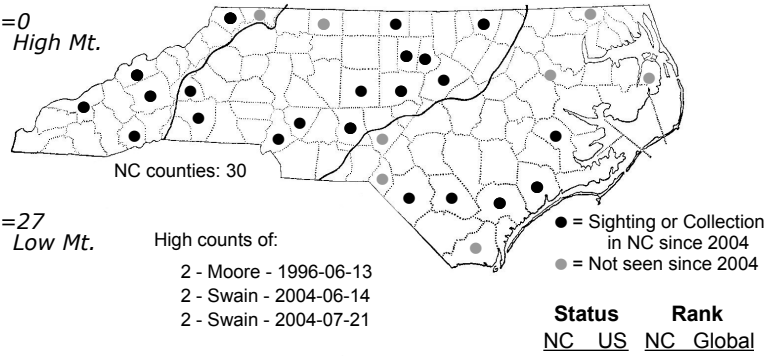 =0
High Mt.
NC counties: 30
=27
Low Mt.
High counts of:
2 - Moore - 1996-06-13
2 - Swain - 2004-06-14
2 - Swain - 2004-07-21
= Sighting or Collection
in NC since 2004
= Not seen since 2004
Status Rank
NC US NC Global